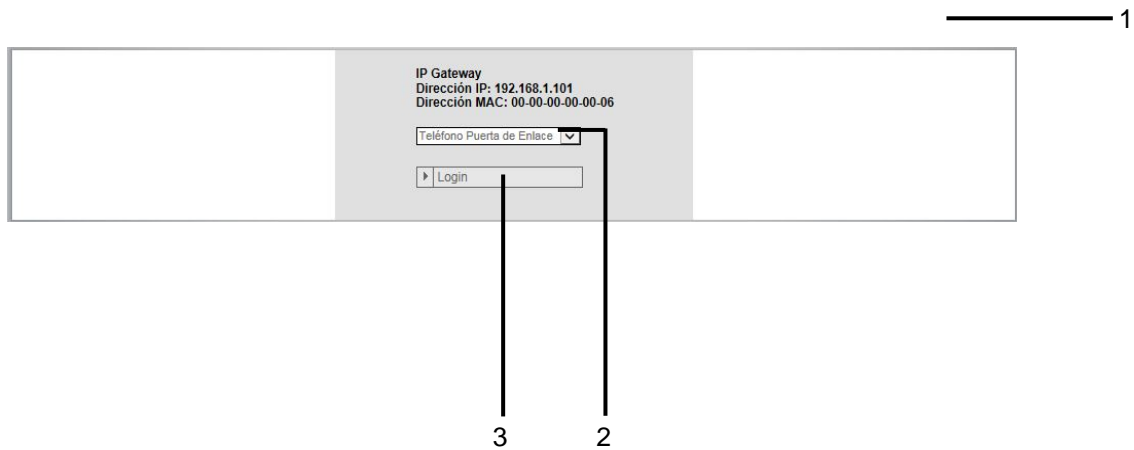 1
IP Gateway
Dirección IP: 192.168.1.101
Dirección MAC: 00-00-00-00-00-06
Teléfono Puerta de Enlace
Login
3 2